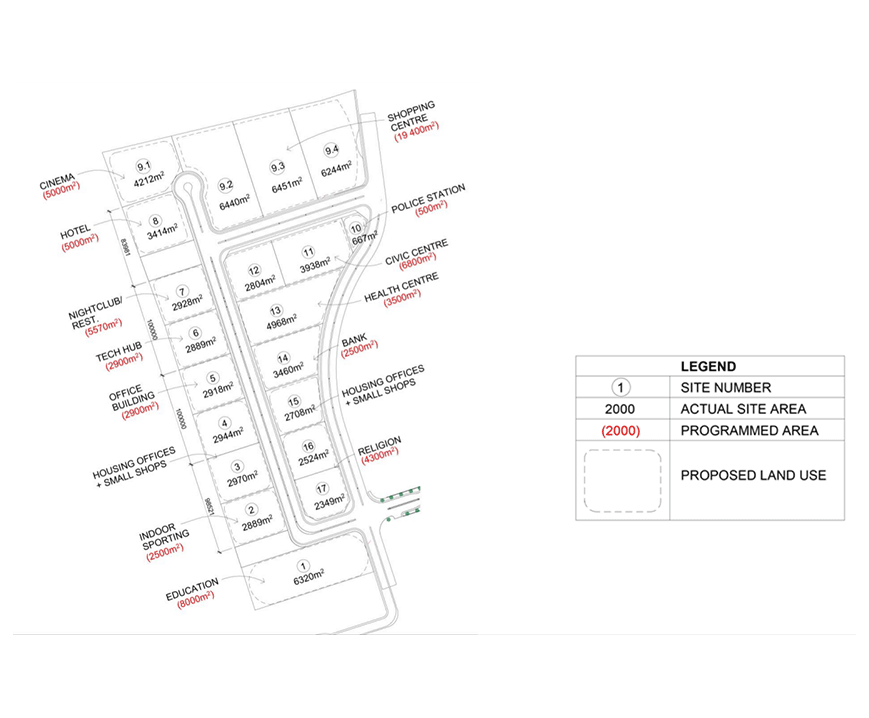 SHOPPING
CENTRE
(19 400m²)
9.1
4212m²
9.2
6440m²
9.3
6451m²
9.4
6244m²
CINEMA
(5000m²)
8
3414m²
HOTEL
(5000m²)
83981
POLICE STATION
(500m²)
10
667m²
11
3938m²
CIVIC CENTRE
(6800m²)
12
2804m²
HEALTH CENTRE
(3500m²)
7
2928m²
NIGHTCLUB/
REST.
(5570m²)
13
4968m²
100000
6
2889m²
TECH HUB
(2900m²)
BANK
(2500m²)
14
3460m²
5
2918m²
OFFICE
BUILDING
(2900m²)
HOUSING OFFICES
+ SMALL SHOPS
15
2708m²
100000
4
2944m²
HOUSING OFFICES
+ SMALL SHOPS
16
2524m²
RELIGION
(4300m²)
3
2970m²
17
2349m²
98621
2
2889m²
INDOOR
SPORTING
(2500m²)
1
6320m²
EDUCATION
(8000m²)
LEGEND
1 SITE NUMBER
2000 ACTUAL SITE AREA
(2000) PROGRAMMED AREA
PROPOSED LAND USE